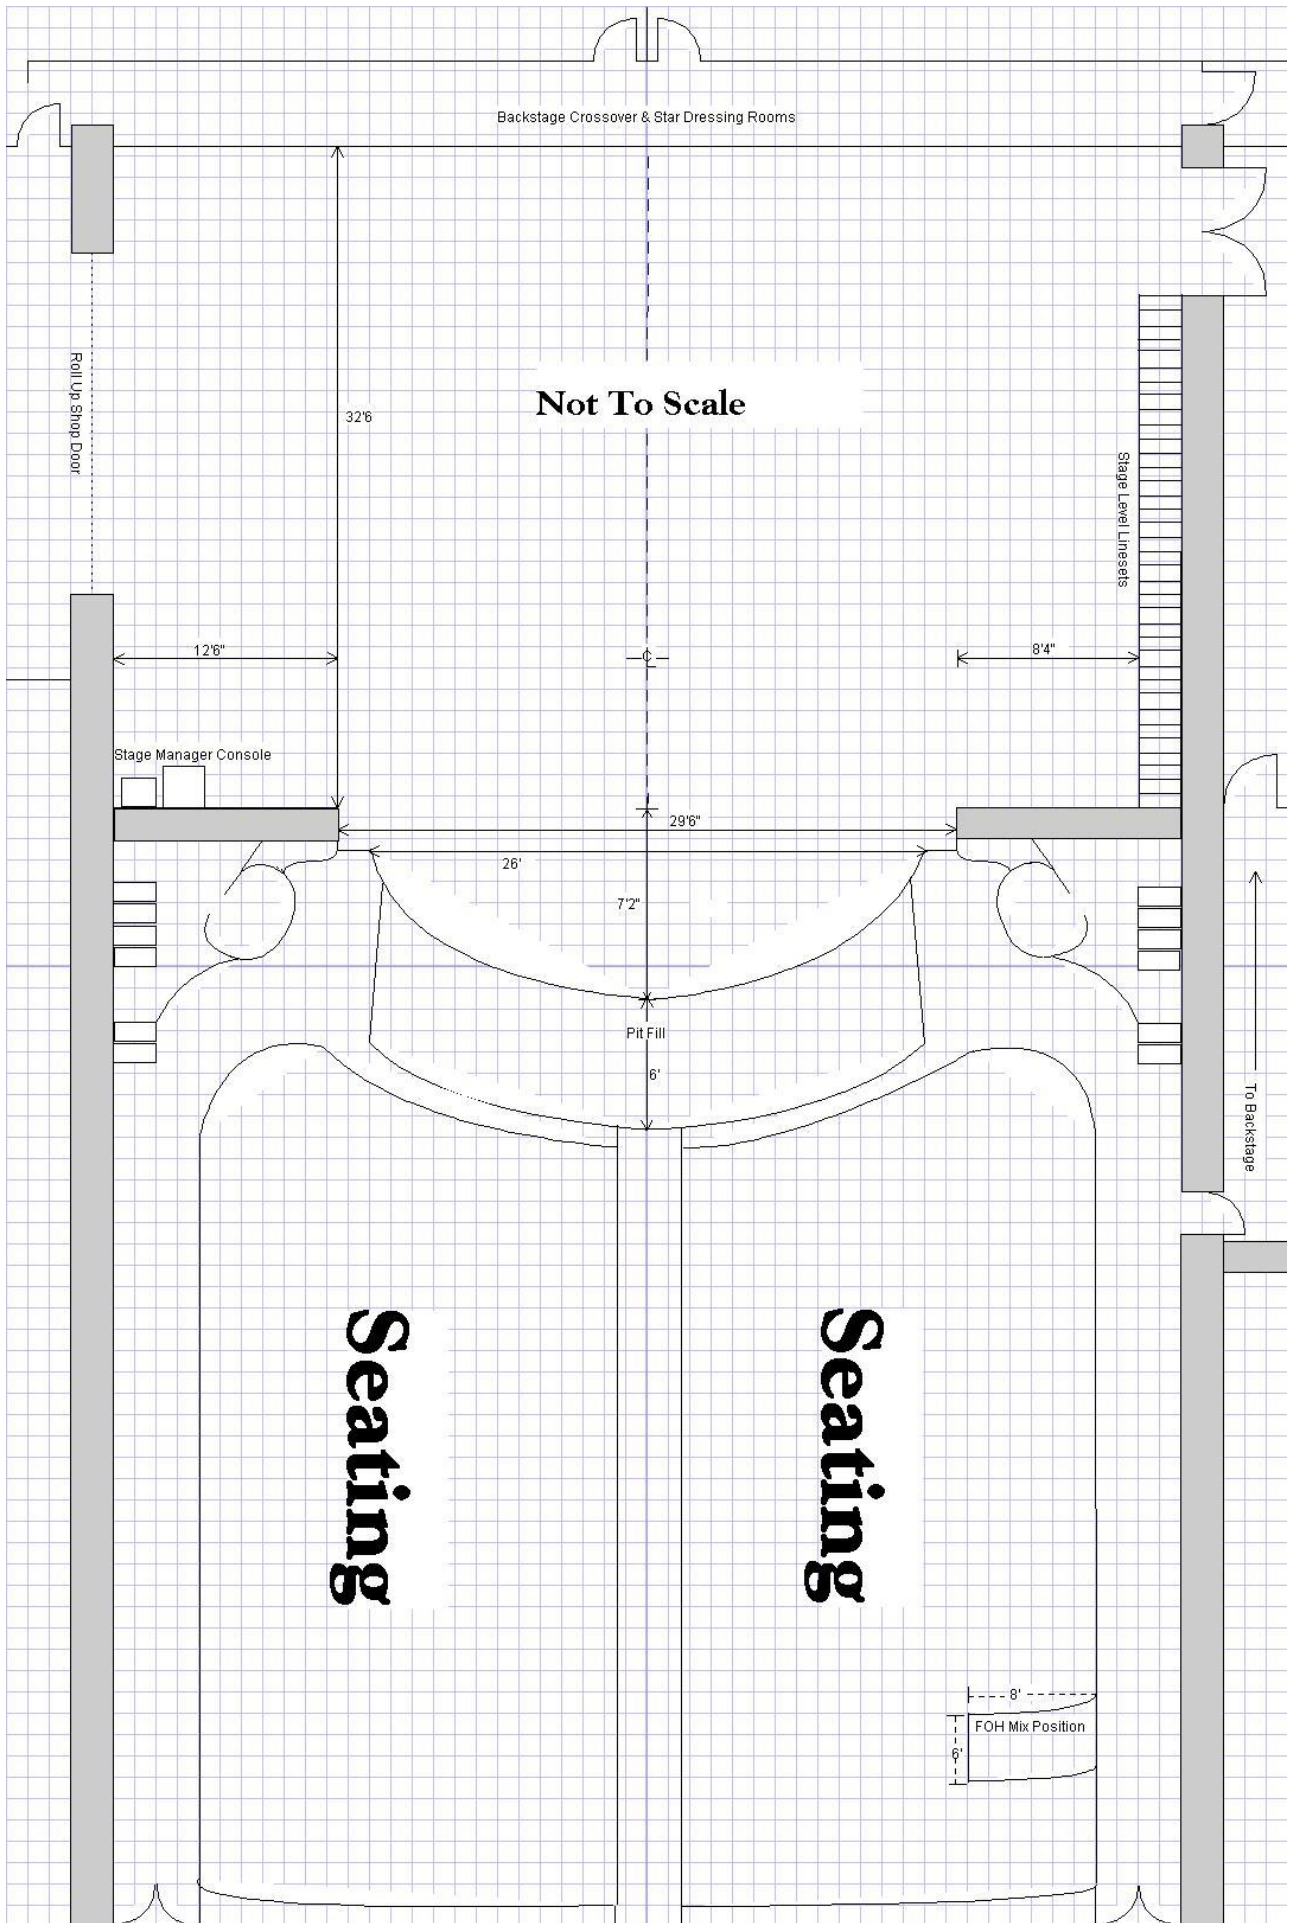 Backstage Crossover & Star Dressing Rooms
Not To Scale
Roll Up Shop Door
32'6
Stage Level Linesets
12'6"
C
L
8'4"
Stage Manager Console
29'6"
26'
7'2"
Pit Fill
6'
To Backstage
Seating
Seating
8'
FOH Mix Position
6'